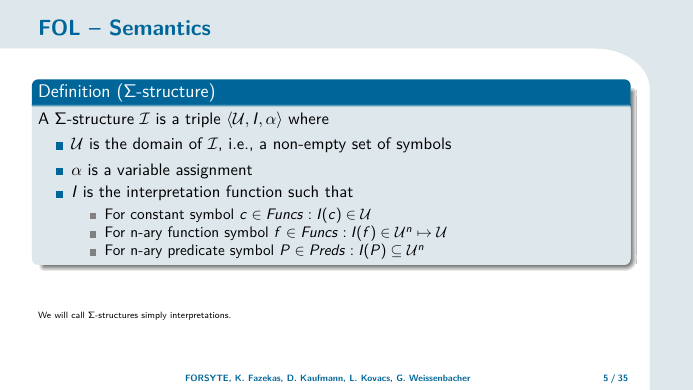 FOL – Semantics
Definition (Σ-structure)
A Σ-structure ℐ is a triple ⟨𝒰, I, α⟩ where
𝒰 is the domain of ℐ, i.e., a non-empty set of symbols
α is a variable assignment
I is the interpretation function such that
For constant symbol c ∈ Funcs : I(c) ∈ 𝒰
For n-ary function symbol f ∈ Funcs : I(f) ∈ 𝒰ⁿ ↦ 𝒰
For n-ary predicate symbol P ∈ Preds : I(P) ⊆ 𝒰ⁿ
We will call Σ-structures simply interpretations.
FORSYTE, K. Fazekas, D. Kaufmann, L. Kovacs, G. Weissenbacher 5 / 35